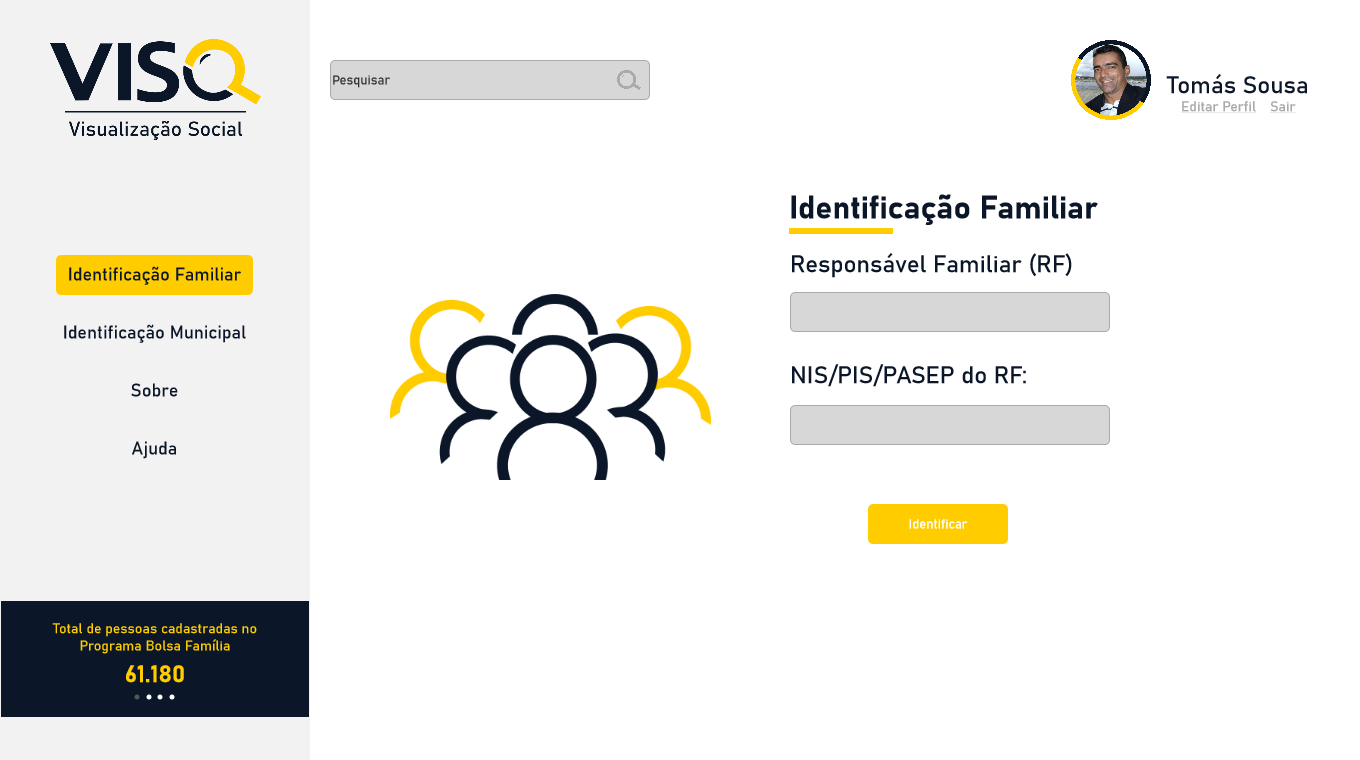 VISO
Visualização Social
Pesquisar
Tomás Sousa
Editar Perfil Sair
Identificação Familiar
Identificação Municipal
Sobre
Ajuda
Total de pessoas cadastradas no
Programa Bolsa Família
61.180
Identificação Familiar
Responsável Familiar (RF)
NIS/PIS/PASEP do RF:
Identificar